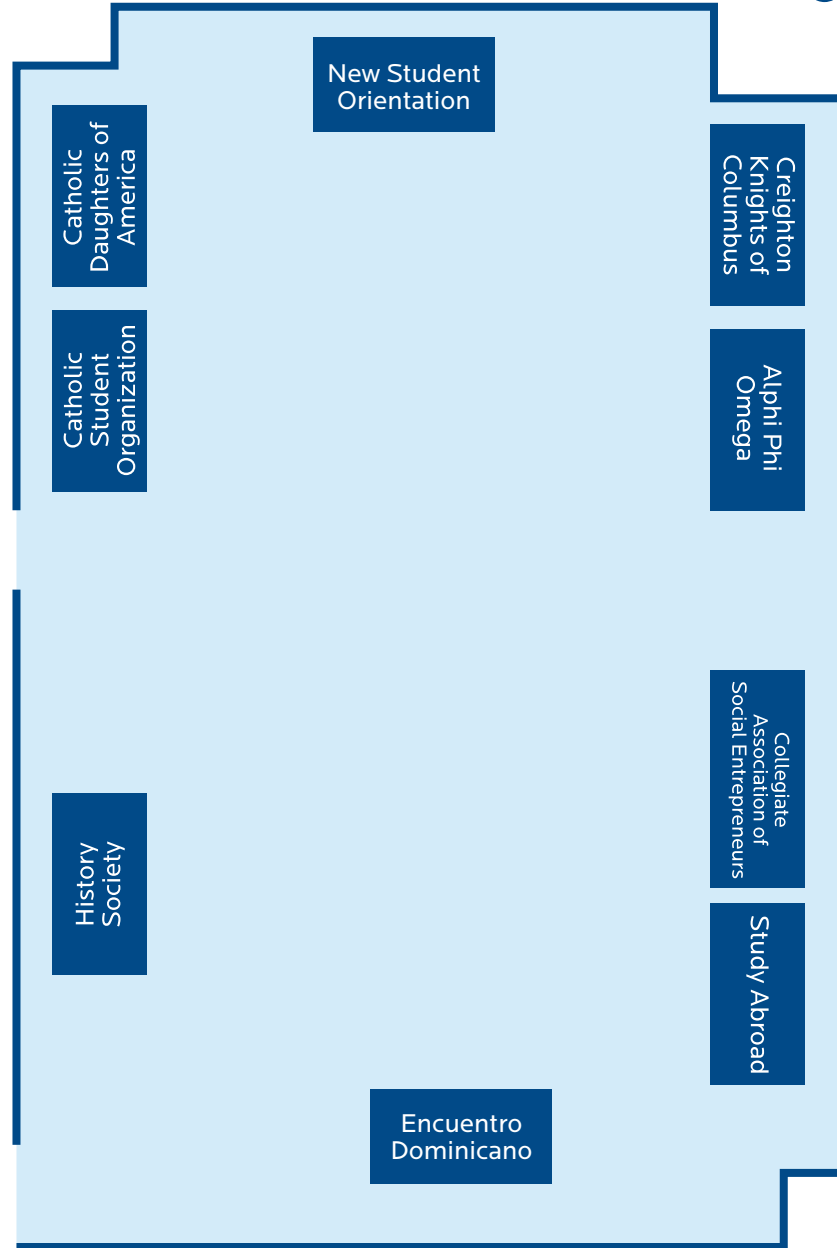 New Student
Orientation
Catholic
Daughters of
America
Creighton
Knights of
Columbus
Catholic
Student
Organization
Alphi Phi
Omega
Collegiate
Association of
Social Entrepreneurs
History
Society
Study Abroad
Encuentro
Dominicano